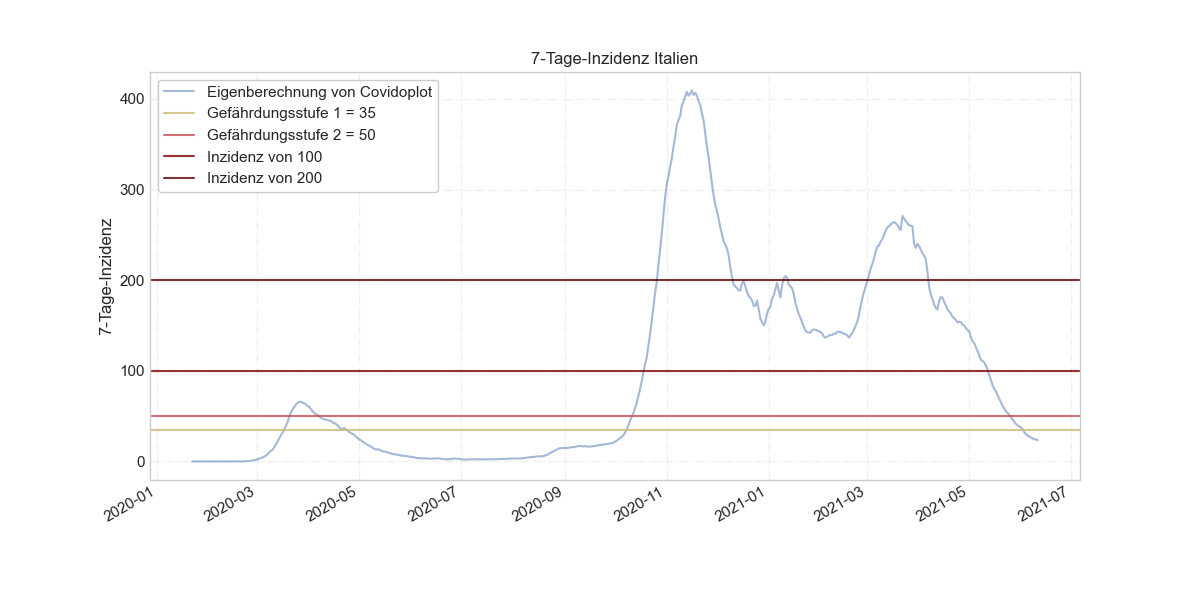 7-Tage-Inzidenz Italien
Eigenberechnung von Covidoplot
Gefährdungsstufe 1 = 35
Gefährdungsstufe 2 = 50
Inzidenz von 100
Inzidenz von 200
7-Tage-Inzidenz
400
300
200
100
0
2020-01
2020-03
2020-05
2020-07
2020-09
2020-11
2021-01
2021-03
2021-05
2021-07